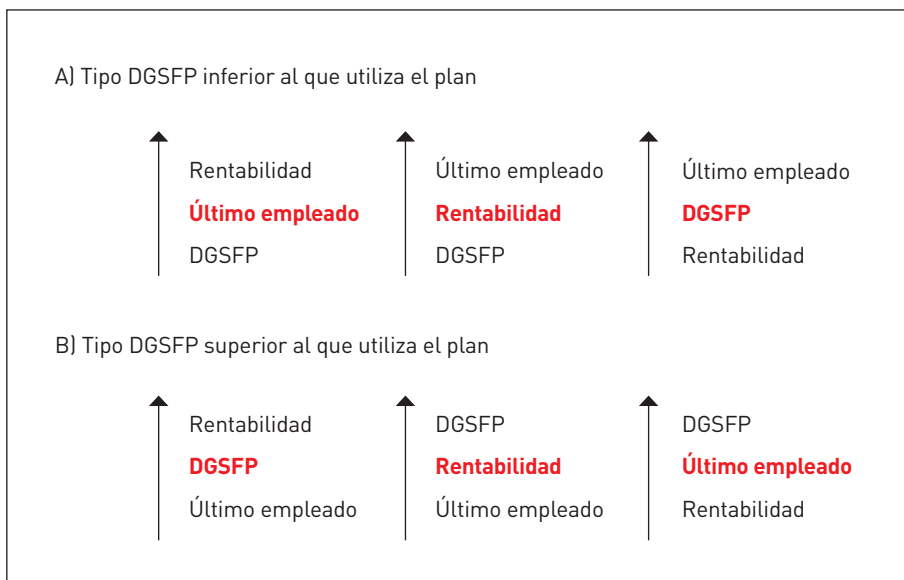 A) Tipo DGSFP inferior al que utiliza el plan
Rentabilidad
Último empleado
DGSFP
Último empleado
Rentabilidad
DGSFP
Último empleado
DGSFP
Rentabilidad
B) Tipo DGSFP superior al que utiliza el plan
Rentabilidad
DGSFP
Último empleado
DGSFP
Rentabilidad
Último empleado
DGSFP
Último empleado
Rentabilidad